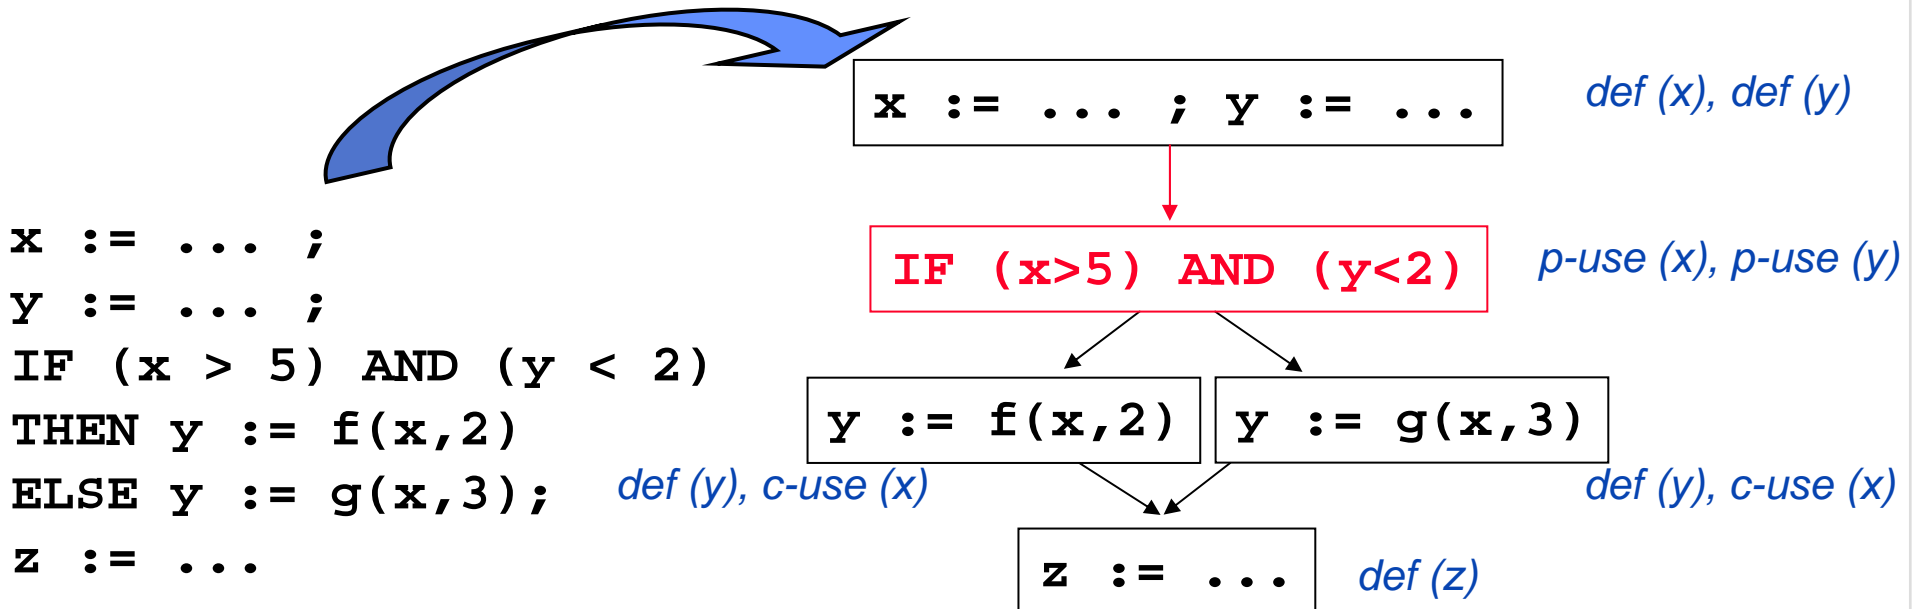 x := ... ;
y := ... ;
IF (x > 5) AND (y < 2)
THEN y := f(x,2)
ELSE y := g(x,3);
z := ...
x := ... ; y := ...
def (x), def (y)
IF (x>5) AND (y<2)
p-use (x), p-use (y)
y := f(x,2)
def (y), c-use (x)
y := g(x,3)
def (y), c-use (x)
z := ...
def (z)